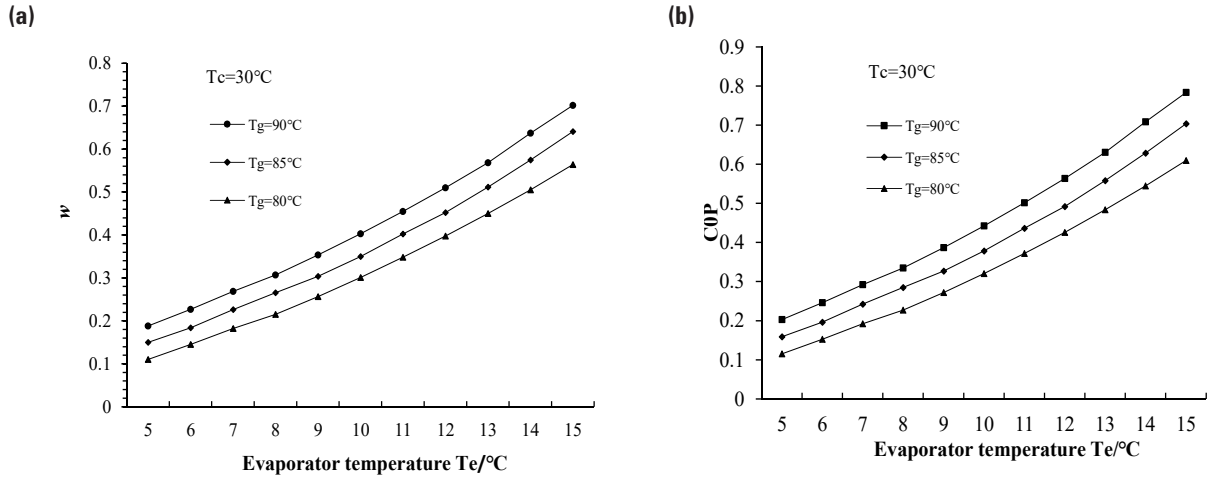 (a)
0.8
0.7
0.6
0.5
0.4
0.3
0.2
0.1
0
w
Tc=30℃
Tg=90℃
Tg=85℃
Tg=80℃
5 6 7 8 9 10 11 12 13 14 15
Evaporator temperature Te/℃
(b)
0.9
0.8
0.7
0.6
0.5
0.4
0.3
0.2
0.1
0
C0P
Tc=30℃
Tg=90℃
Tg=85℃
Tg=80℃
5 6 7 8 9 10 11 12 13 14 15
Evaporator temperature Te/℃